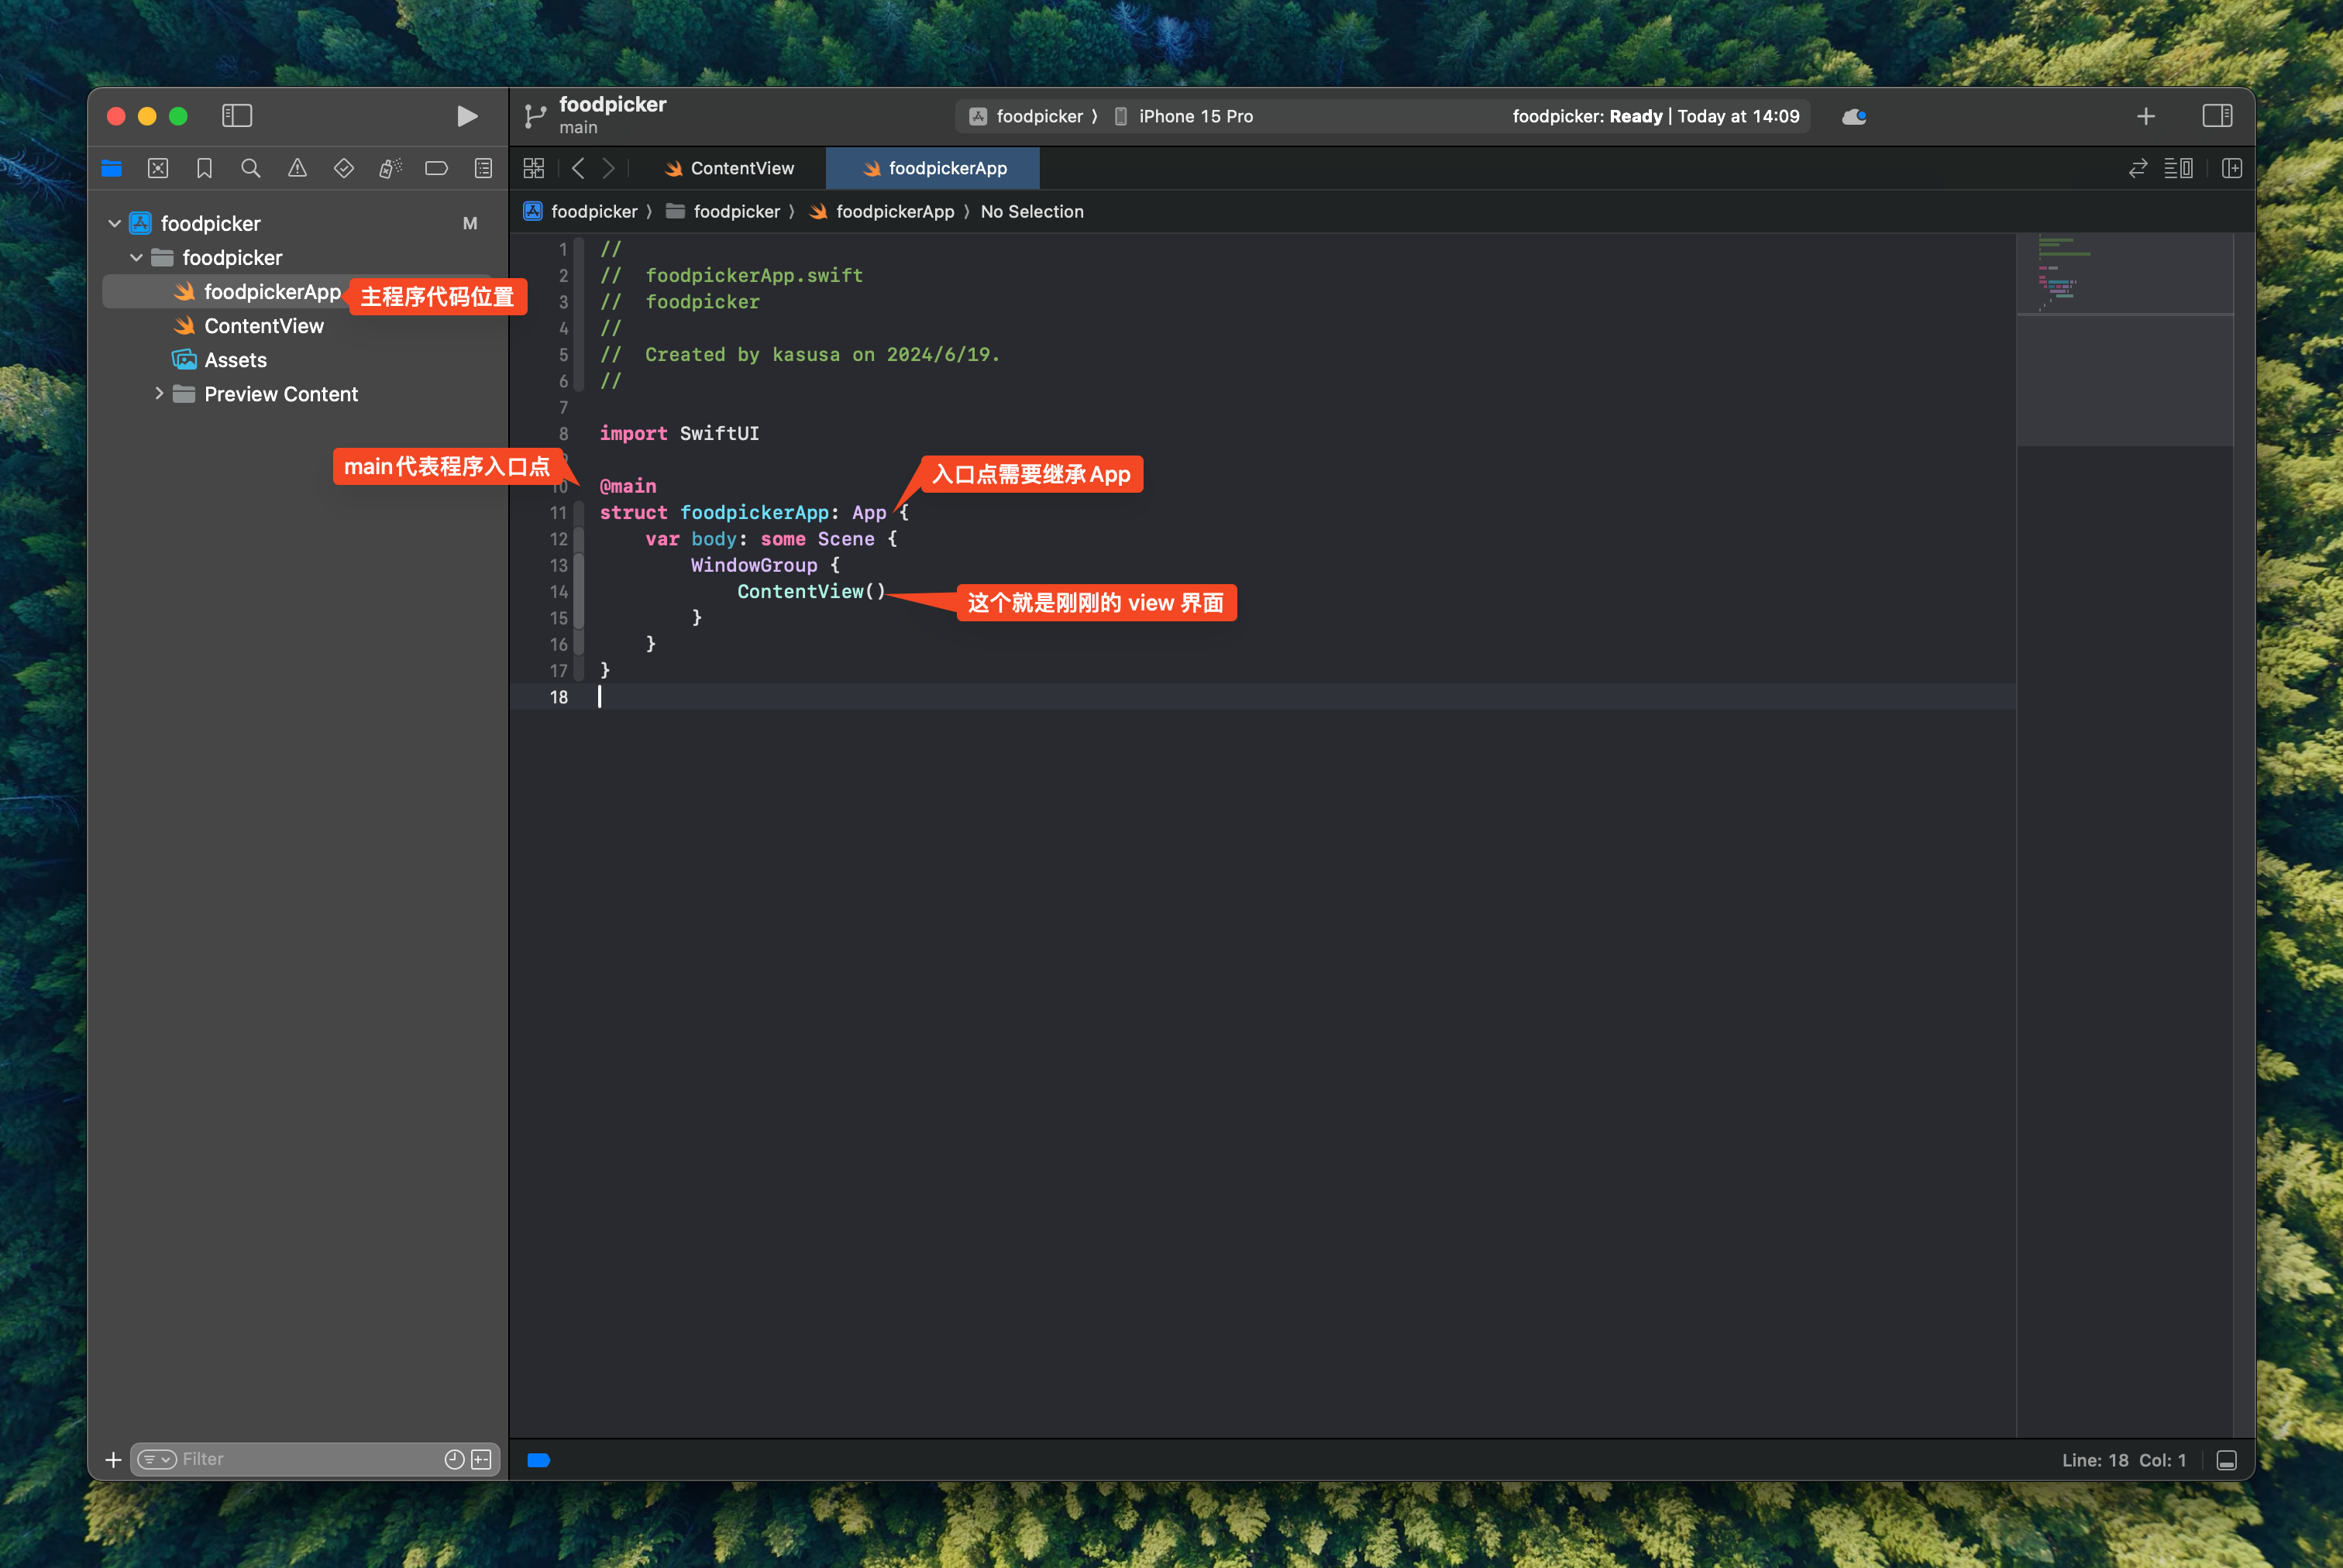 foodpicker
main
foodpicker
iPhone 15 Pro
foodpicker: Ready | Today at 14:09
ContentView
foodpickerApp
foodpicker
foodpicker
foodpickerApp
No Selection
foodpicker
M
foodpicker
foodpickerApp
主程序代码位置
ContentView
Assets
Preview Content
1 //
2 //  foodpickerApp.swift
3 //  foodpicker
4 //
5 //  Created by kasusa on 2024/6/19.
6 //
7
8 import SwiftUI
main代表程序入口点
入口点需要继承App
10 @main
11 struct foodpickerApp: App {
12     var body: some Scene {
13         WindowGroup {
14             ContentView()
这个就是刚刚的 view 界面
15         }
16     }
17 }
18
Filter
Line: 18  Col: 1